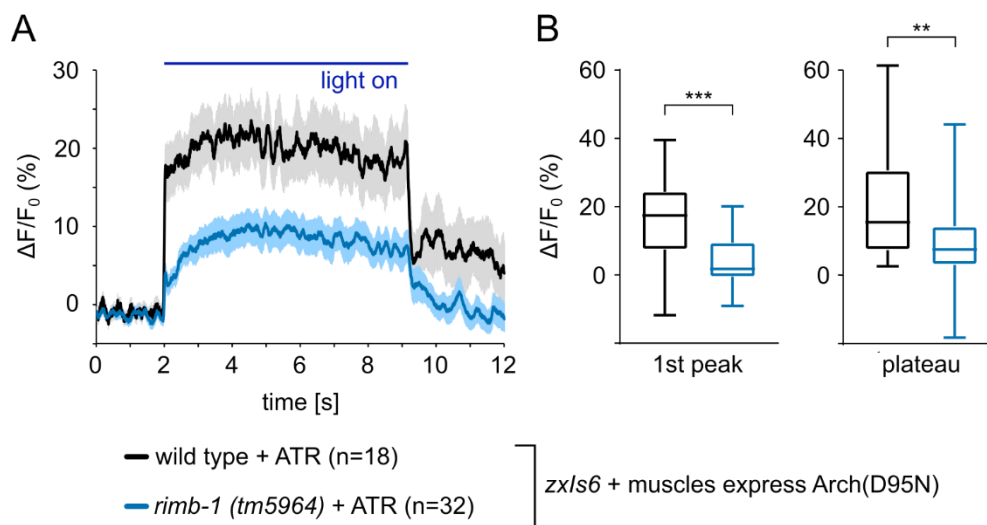 A
30
20
10
0
ΔF/F0 (%)
light on
0 2 4 6 8 10 12
time [s]
B
60
40
20
0
ΔF/F0 (%)
***
1st peak
60
40
20
0
**
plateau
wild type + ATR (n=18)
rimb-1 (tm5964) + ATR (n=32)
zxIs6 + muscles express Arch(D95N)